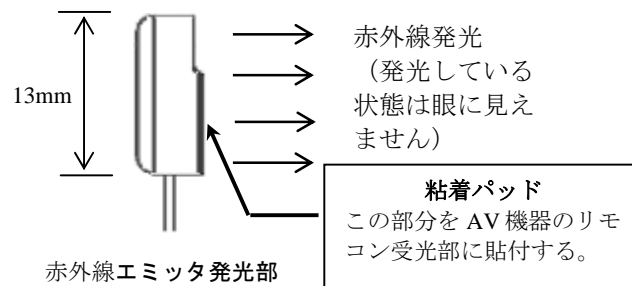 13mm
赤外線発光
（発光している
状態は眼に見え
ません）
粘着パッド
この部分を AV 機器のリモ
コン受光部に貼付する。
赤外線エミッタ発光部